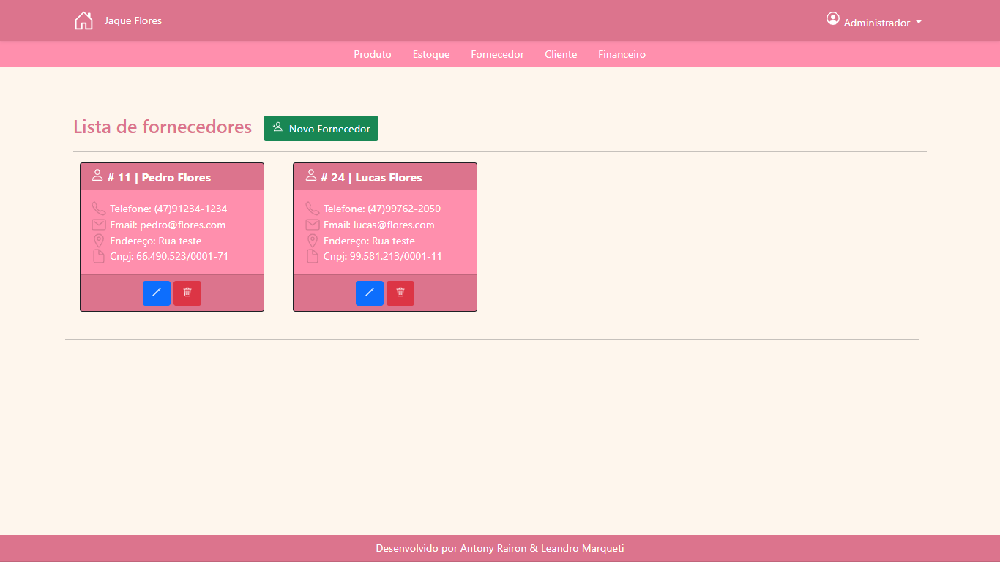 Jaque Flores
Administrador
Produto Estoque Fornecedor Cliente Financeiro
Lista de fornecedores
Novo Fornecedor
# 11 | Pedro Flores
Telefone: (47)91234-1234
Email: pedro@flores.com
Endereço: Rua teste
Cnpj: 66.490.523/0001-71
# 24 | Lucas Flores
Telefone: (47)99762-2050
Email: lucas@flores.com
Endereço: Rua teste
Cnpj: 99.581.213/0001-11
Desenvolvido por Antony Rairon & Leandro Marqueti